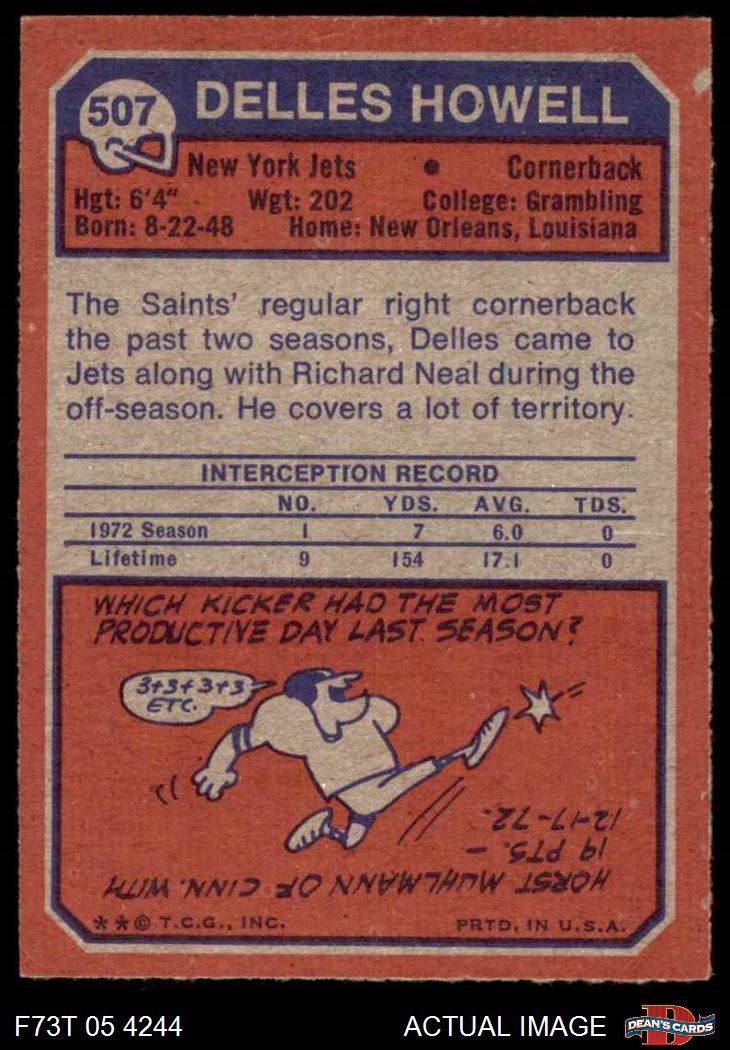 507
DELLES HOWELL
New York Jets • Cornerback
Hgt: 6'4" Wgt: 202 College: Grambling
Born: 8-22-48 Home: New Orleans, Louisiana
The Saints' regular right cornerback
the past two seasons, Delles came to
Jets along with Richard Neal during the
off-season. He covers a lot of territory.
INTERCEPTION RECORD
NO. YDS. AVG. TDS.
1972 Season 1 7 6.0 0
Lifetime 9 154 17.1 0
WHICH KICKER HAD THE MOST
PRODUCTIVE DAY LAST SEASON?
3+3+3+3
ETC.
HORST MUHLMANN OF CINN. WITH
19 PTS. –
12-17-72.
**© T.C.G., INC. PRTD. IN U.S.A.
F73T 05 4244 ACTUAL IMAGE
D
DEAN'S CARDS